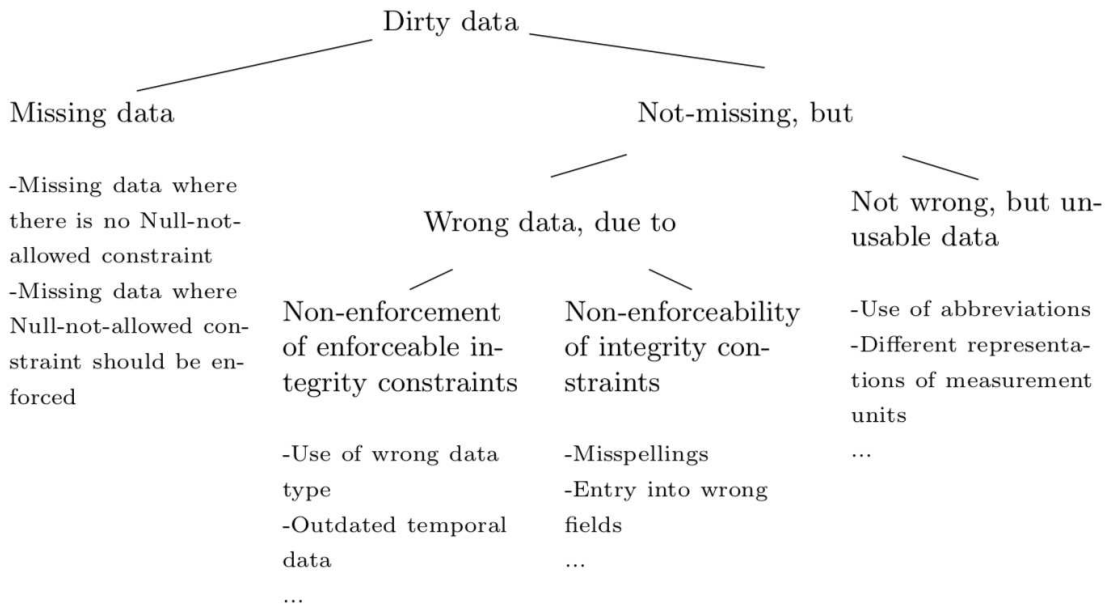 Dirty data
Missing data
-Missing data where
there is no Null-not-
allowed constraint
-Missing data where
Null-not-allowed con-
straint should be en-
forced
Not-missing, but
Wrong data, due to
Non-enforcement
of enforceable in-
tegrity constraints
-Use of wrong data
type
-Outdated temporal
data
...
Non-enforceability
of integrity con-
straints
-Misspellings
-Entry into wrong
fields
...
Not wrong, but un-
usable data
-Use of abbreviations
-Different representa-
tions of measurement
units
...